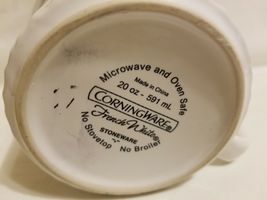 Microwave and Oven Safe
Made in China
20 oz - 591 mL
CORNINGWARE®
French White®
STONEWARE
No Stovetop No Broiler